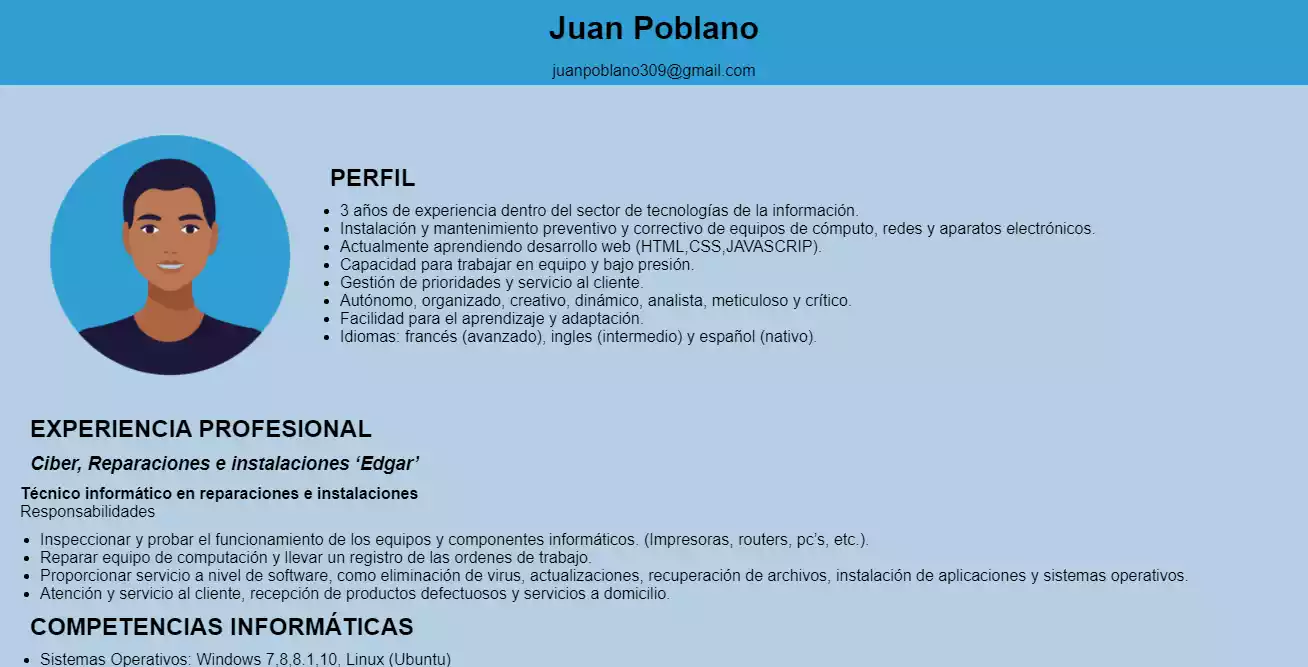 Juan Poblano
juanpoblano309@gmail.com
PERFIL
• 3 años de experiencia dentro del sector de tecnologías de la información.
• Instalación y mantenimiento preventivo y correctivo de equipos de cómputo, redes y aparatos electrónicos.
• Actualmente aprendiendo desarrollo web (HTML,CSS,JAVASCRIP).
• Capacidad para trabajar en equipo y bajo presión.
• Gestión de prioridades y servicio al cliente.
• Autónomo, organizado, creativo, dinámico, analista, meticuloso y crítico.
• Facilidad para el aprendizaje y adaptación.
• Idiomas: francés (avanzado), ingles (intermedio) y español (nativo).
EXPERIENCIA PROFESIONAL
Ciber, Reparaciones e instalaciones ‘Edgar’
Técnico informático en reparaciones e instalaciones
Responsabilidades
• Inspeccionar y probar el funcionamiento de los equipos y componentes informáticos. (Impresoras, routers, pc’s, etc.).
• Reparar equipo de computación y llevar un registro de las ordenes de trabajo.
• Proporcionar servicio a nivel de software, como eliminación de virus, actualizaciones, recuperación de archivos, instalación de aplicaciones y sistemas operativos.
• Atención y servicio al cliente, recepción de productos defectuosos y servicios a domicilio.
COMPETENCIAS INFORMÁTICAS
• Sistemas Operativos: Windows 7,8,8.1,10, Linux (Ubuntu)